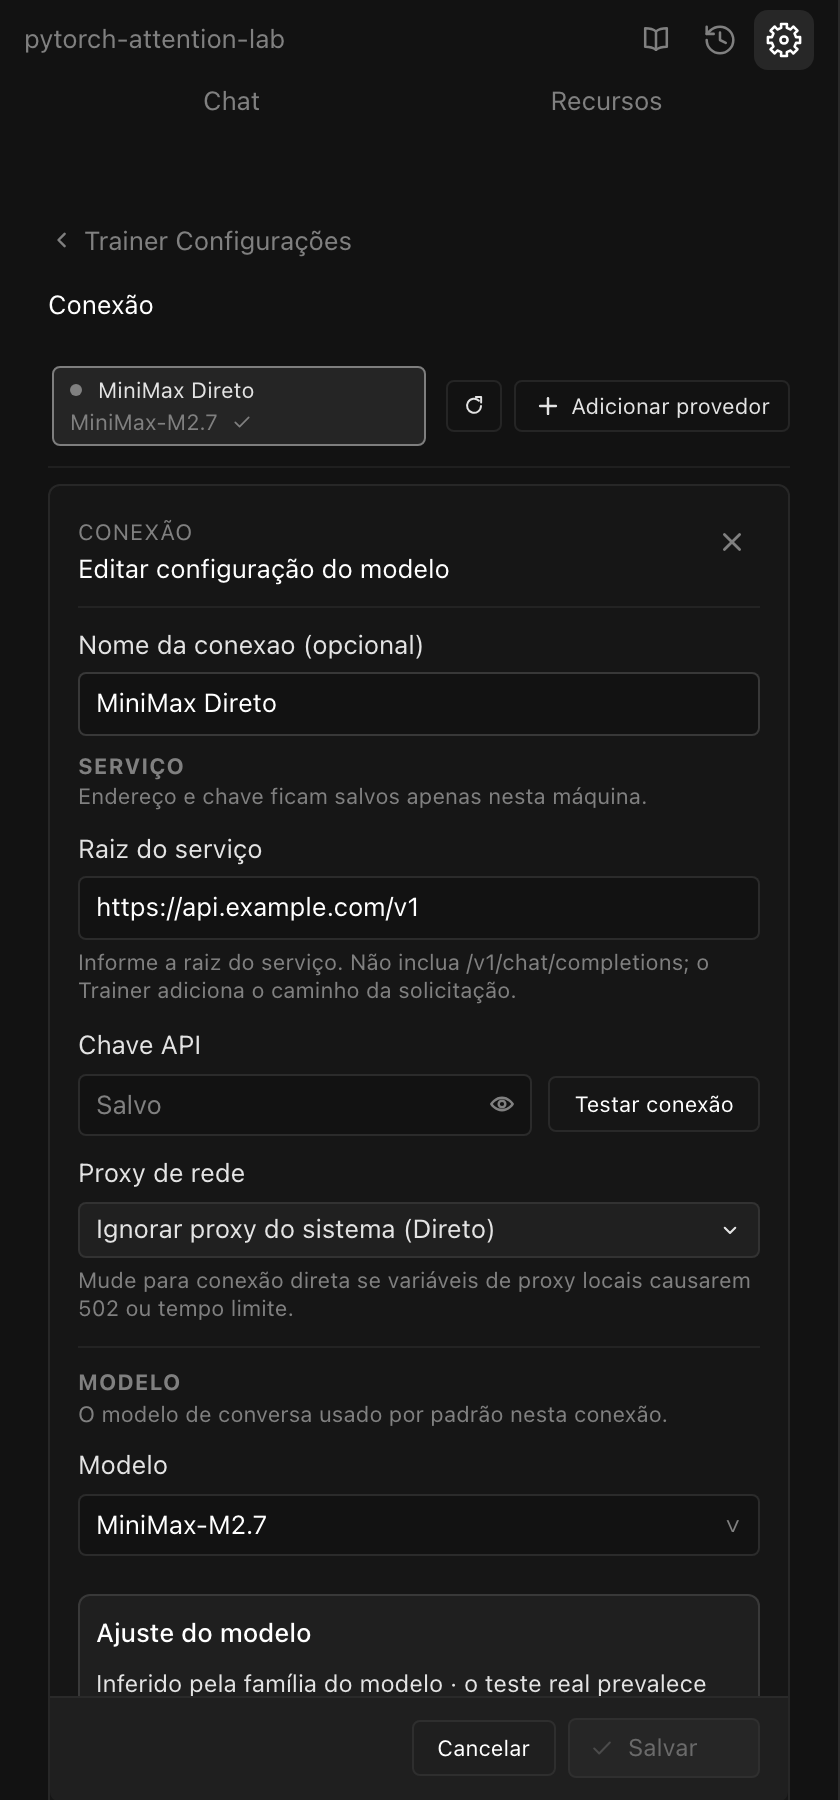 pytorch-attention-lab
Chat
Recursos
Trainer Configurações
Conexão
MiniMax Direto
MiniMax-M2.7
Adicionar provedor
CONEXÃO
Editar configuração do modelo
Nome da conexao (opcional)
MiniMax Direto
SERVIÇO
Endereço e chave ficam salvos apenas nesta máquina.
Raiz do serviço
https://api.example.com/v1
Informe a raiz do serviço. Não inclua /v1/chat/completions; o
Trainer adiciona o caminho da solicitação.
Chave API
Salvo
Testar conexão
Proxy de rede
Ignorar proxy do sistema (Direto)
Mude para conexão direta se variáveis de proxy locais causarem
502 ou tempo limite.
MODELO
O modelo de conversa usado por padrão nesta conexão.
Modelo
MiniMax-M2.7
Ajuste do modelo
Inferido pela família do modelo · o teste real prevalece
Cancelar
Salvar